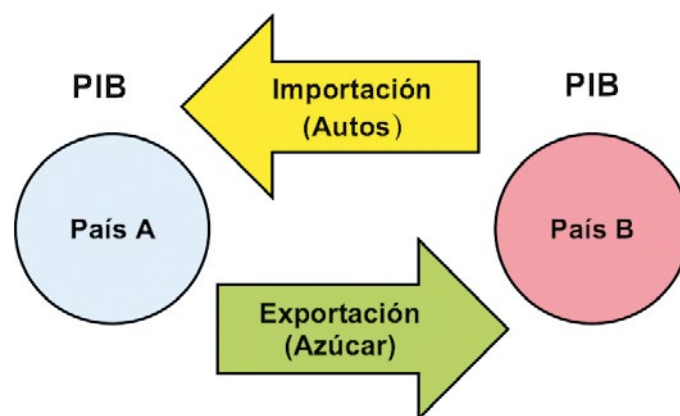 PIB
Importación
(Autos)
PIB
País A
País B
Exportación
(Azúcar)